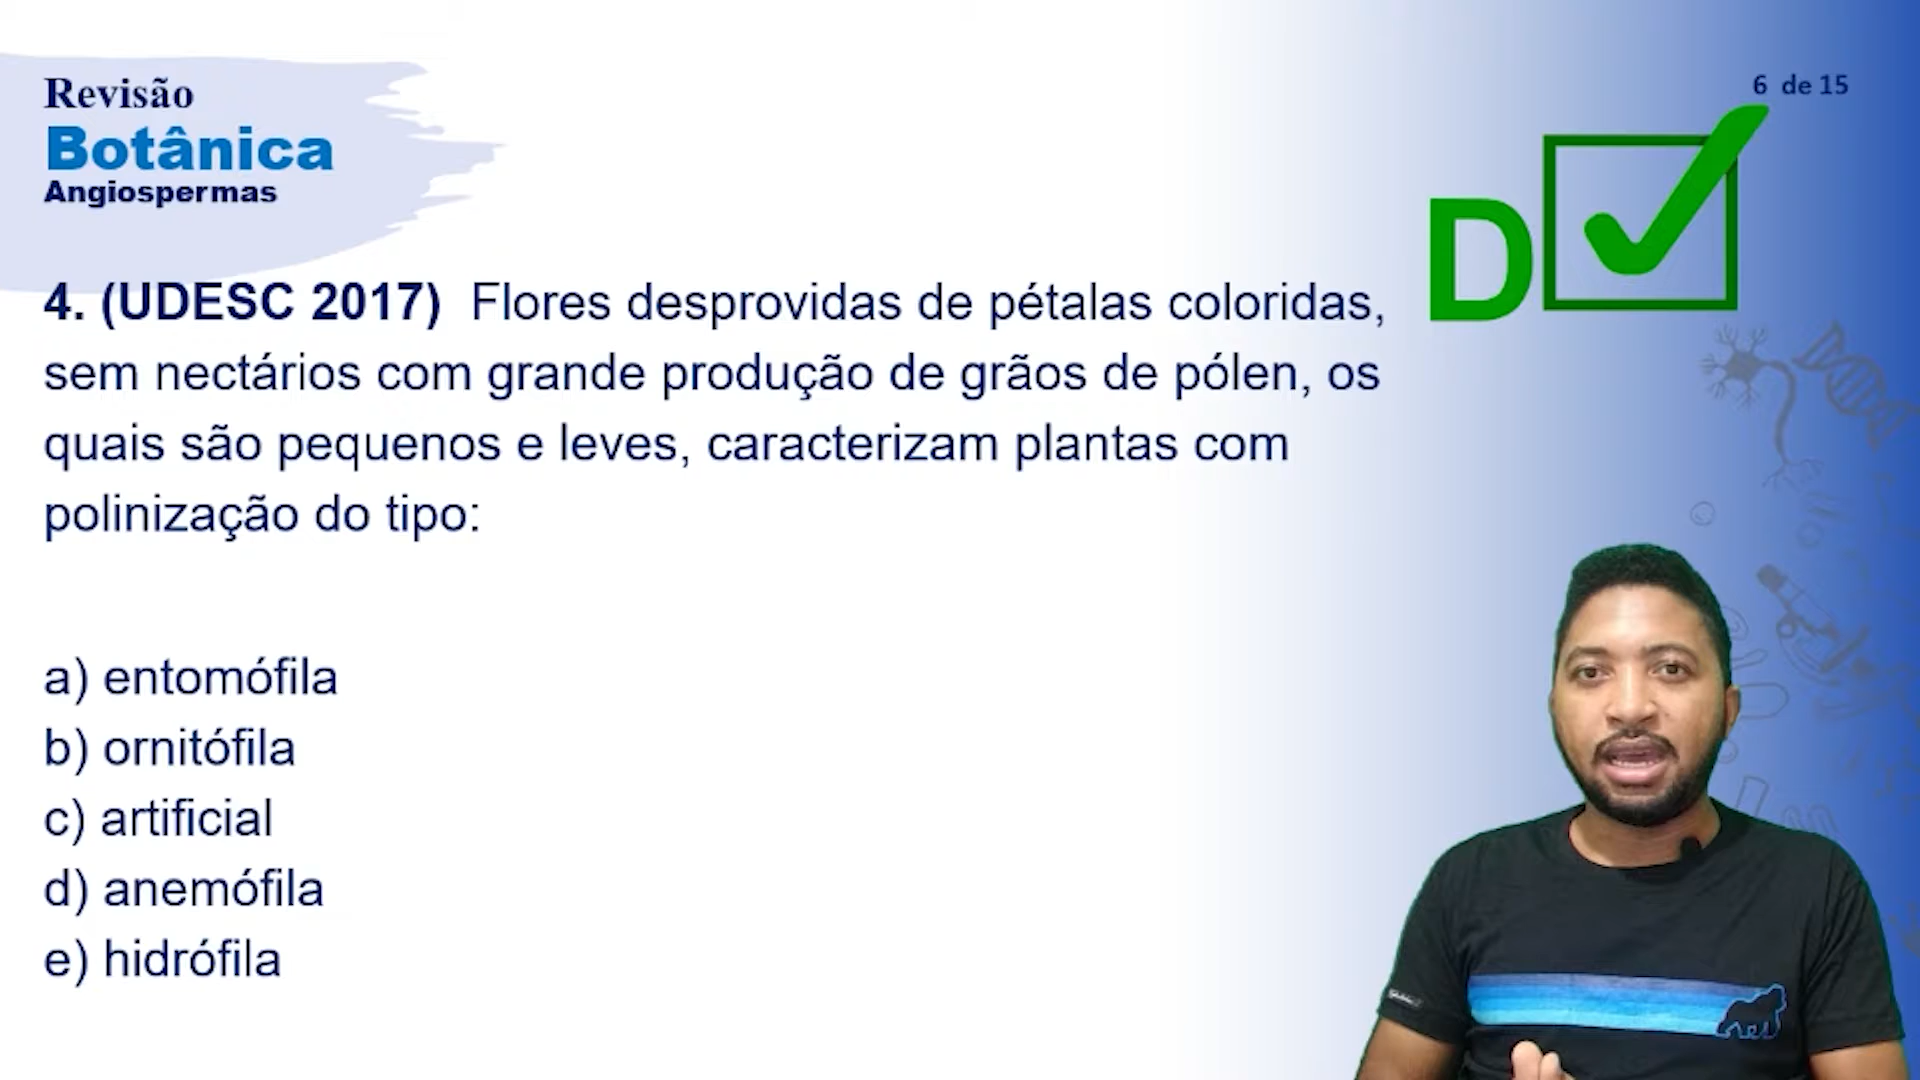 Revisão
Botânica
Angiospermas
6 de 15
D
4. (UDESC 2017) Flores desprovidas de pétalas coloridas,
sem nectários com grande produção de grãos de pólen, os
quais são pequenos e leves, caracterizam plantas com
polinização do tipo:
a) entomófila
b) ornitófila
c) artificial
d) anemófila
e) hidrófila